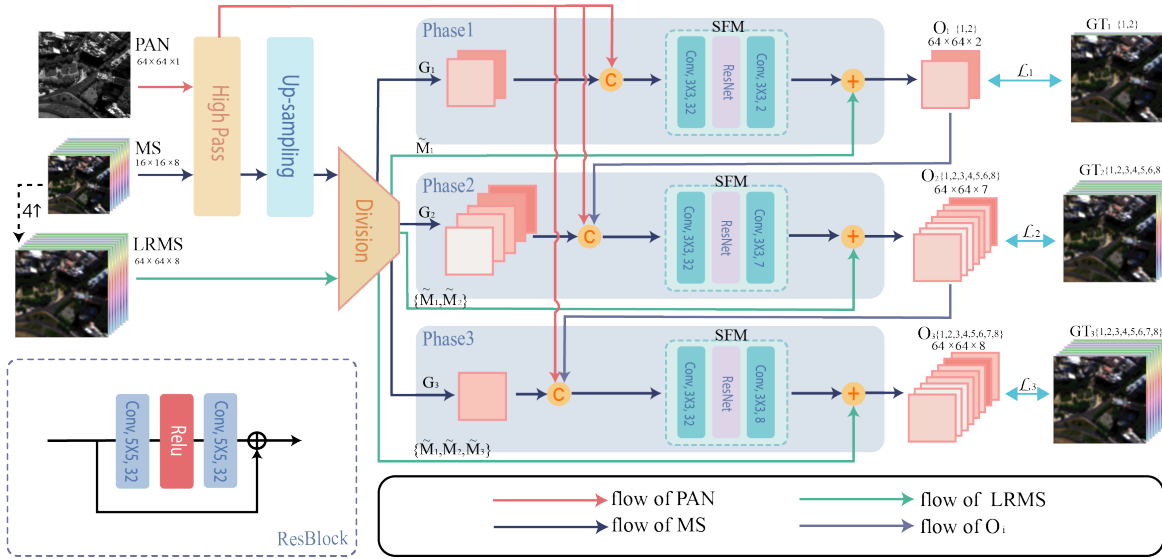 PAN
64×64×1
MS
16×16×8
4↑
LRMS
64×64×8
High Pass
Up-sampling
Division
Phase1
G₁
C
SFM
Conv, 3X3, 32
ResNet
Conv, 3X3, 2
+
M̃₁
O₁ {1,2}
64×64×2
ℒ₁
GT₁ {1,2}
Phase2
G₂
C
SFM
Conv, 3X3, 32
ResNet
Conv, 3X3, 7
+
{M̃₁,M̃₂}
O₂{1,2,3,4,5,6,8}
64×64×7
ℒ₂
GT₂{1,2,3,4,5,6,8}
Phase3
G₃
C
SFM
Conv, 3X3, 32
ResNet
Conv, 3X3, 8
+
{M̃₁,M̃₂,M̃₃}
O₃{1,2,3,4,5,6,7,8}
64×64×8
ℒ₃
GT₃{1,2,3,4,5,6,7,8}
Conv, 5X5, 32
Relu
Conv, 5X5, 32
ResBlock
flow of PAN
flow of LRMS
flow of MS
flow of Oᵢ